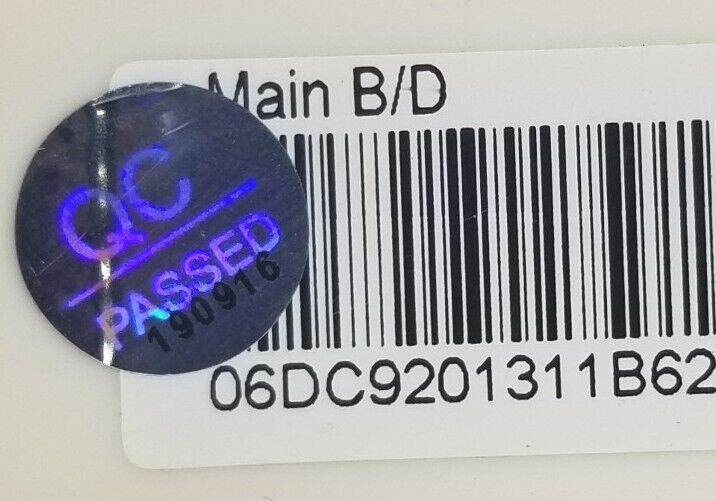 Main B/D
QC
PASSED
190916
06DC9201311B62